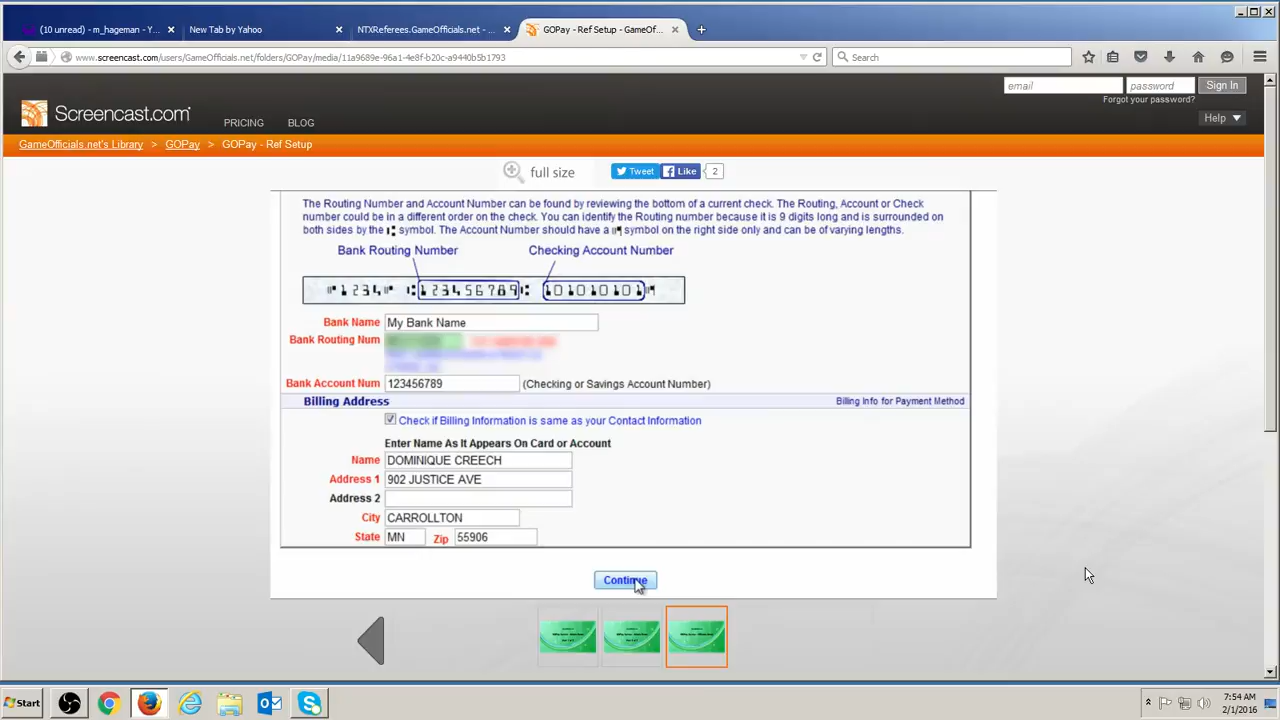 (10 unread) - m_hageman - Y...
New Tab by Yahoo
NTXReferees.GameOfficials.net - ...
GOPay - Ref Setup - GameOf...
www.screencast.com/users/GameOfficials.net/folders/GOPay/media/11a9689e-96a1-4e8f-b20c-a9440b5b1793
Search
email
password
Sign In
Forgot your password?
Screencast.com
PRICING
BLOG
Help
GameOfficials.net's Library > GOPay > GOPay - Ref Setup
full size
Tweet
Like
2
The Routing Number and Account Number can be found by reviewing the bottom of a current check. The Routing, Account or Check
number could be in a different order on the check. You can identify the Routing number because it is 9 digits long and is surrounded on
both sides by the ⑆ symbol. The Account Number should have a ⑈ symbol on the right side only and can be of varying lengths.
Bank Routing Number
Checking Account Number
⑈1234⑈ ⑆123456789⑆ 101010101⑈
Bank Name My Bank Name
Bank Routing Num
Bank Account Num 123456789 (Checking or Savings Account Number)
Billing Address
Billing Info for Payment Method
Check if Billing Information is same as your Contact Information
Enter Name As It Appears On Card or Account
Name DOMINIQUE CREECH
Address 1 902 JUSTICE AVE
Address 2
City CARROLLTON
State MN Zip 55906
Continue
Start
7:54 AM
2/1/2016